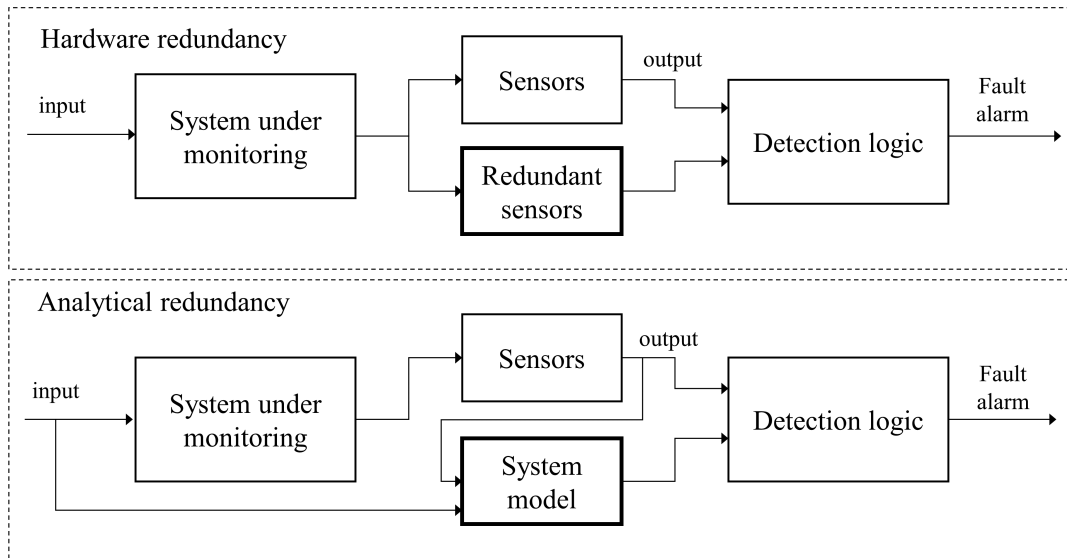 Hardware redundancy
input
System under
monitoring
Sensors
output
Redundant
sensors
Detection logic
Fault
alarm
Analytical redundancy
input
System under
monitoring
Sensors
output
System
model
Detection logic
Fault
alarm